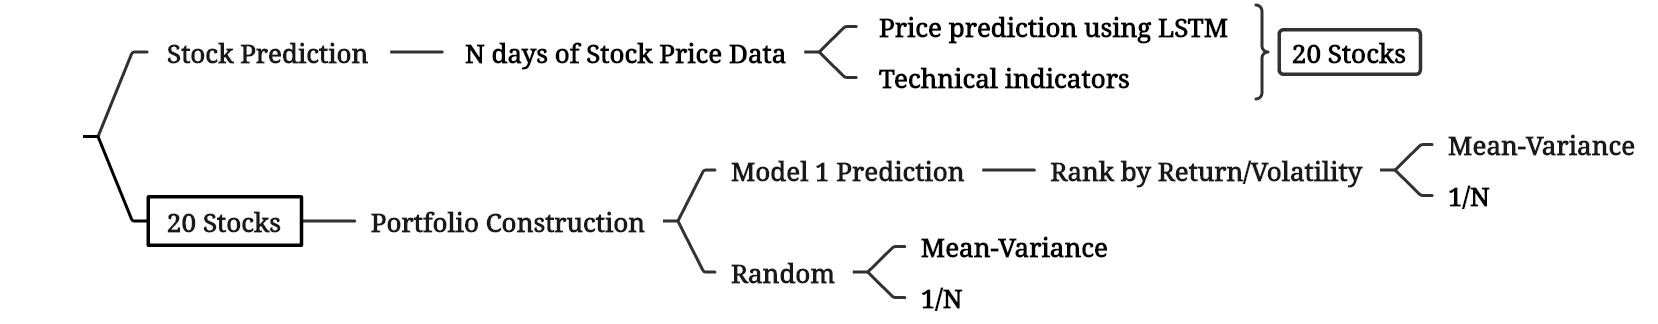 Stock Prediction
N days of Stock Price Data
Price prediction using LSTM
Technical indicators
20 Stocks
20 Stocks
Portfolio Construction
Model 1 Prediction
Rank by Return/Volatility
Mean-Variance
1/N
Random
Mean-Variance
1/N